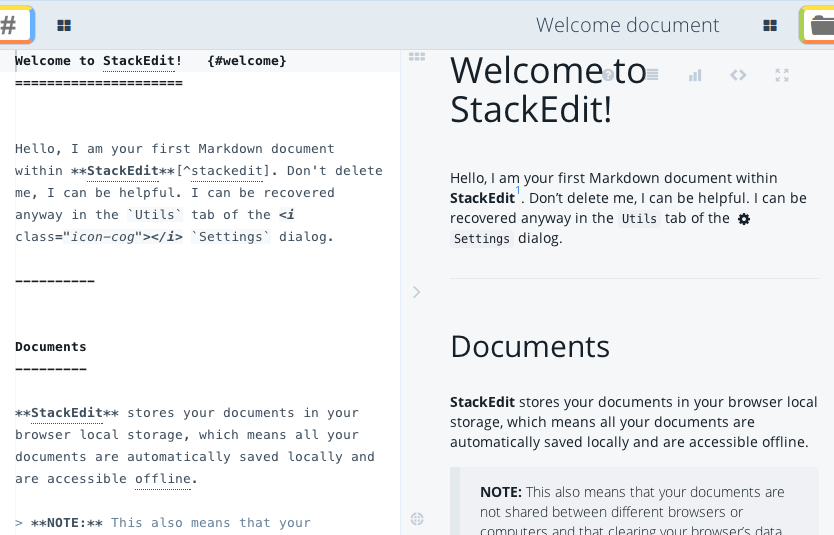 #
Welcome document
Welcome to StackEdit!   {#welcome}
=====================
Hello, I am your first Markdown document
within **StackEdit**[^stackedit]. Don't delete
me, I can be helpful. I can be recovered
anyway in the `Utils` tab of the <i
class="icon-cog"></i> `Settings` dialog.
----------
Documents
---------
**StackEdit** stores your documents in your
browser local storage, which means all your
documents are automatically saved locally and
are accessible offline.
> **NOTE:** This also means that your
Welcome to
StackEdit!
Hello, I am your first Markdown document within
StackEdit1. Don’t delete me, I can be helpful. I can be
recovered anyway in the Utils tab of the
Settings dialog.
Documents
StackEdit stores your documents in your browser local
storage, which means all your documents are
automatically saved locally and are accessible offline.
NOTE: This also means that your documents are
not shared between different browsers or
computers and that clearing your browser’s data